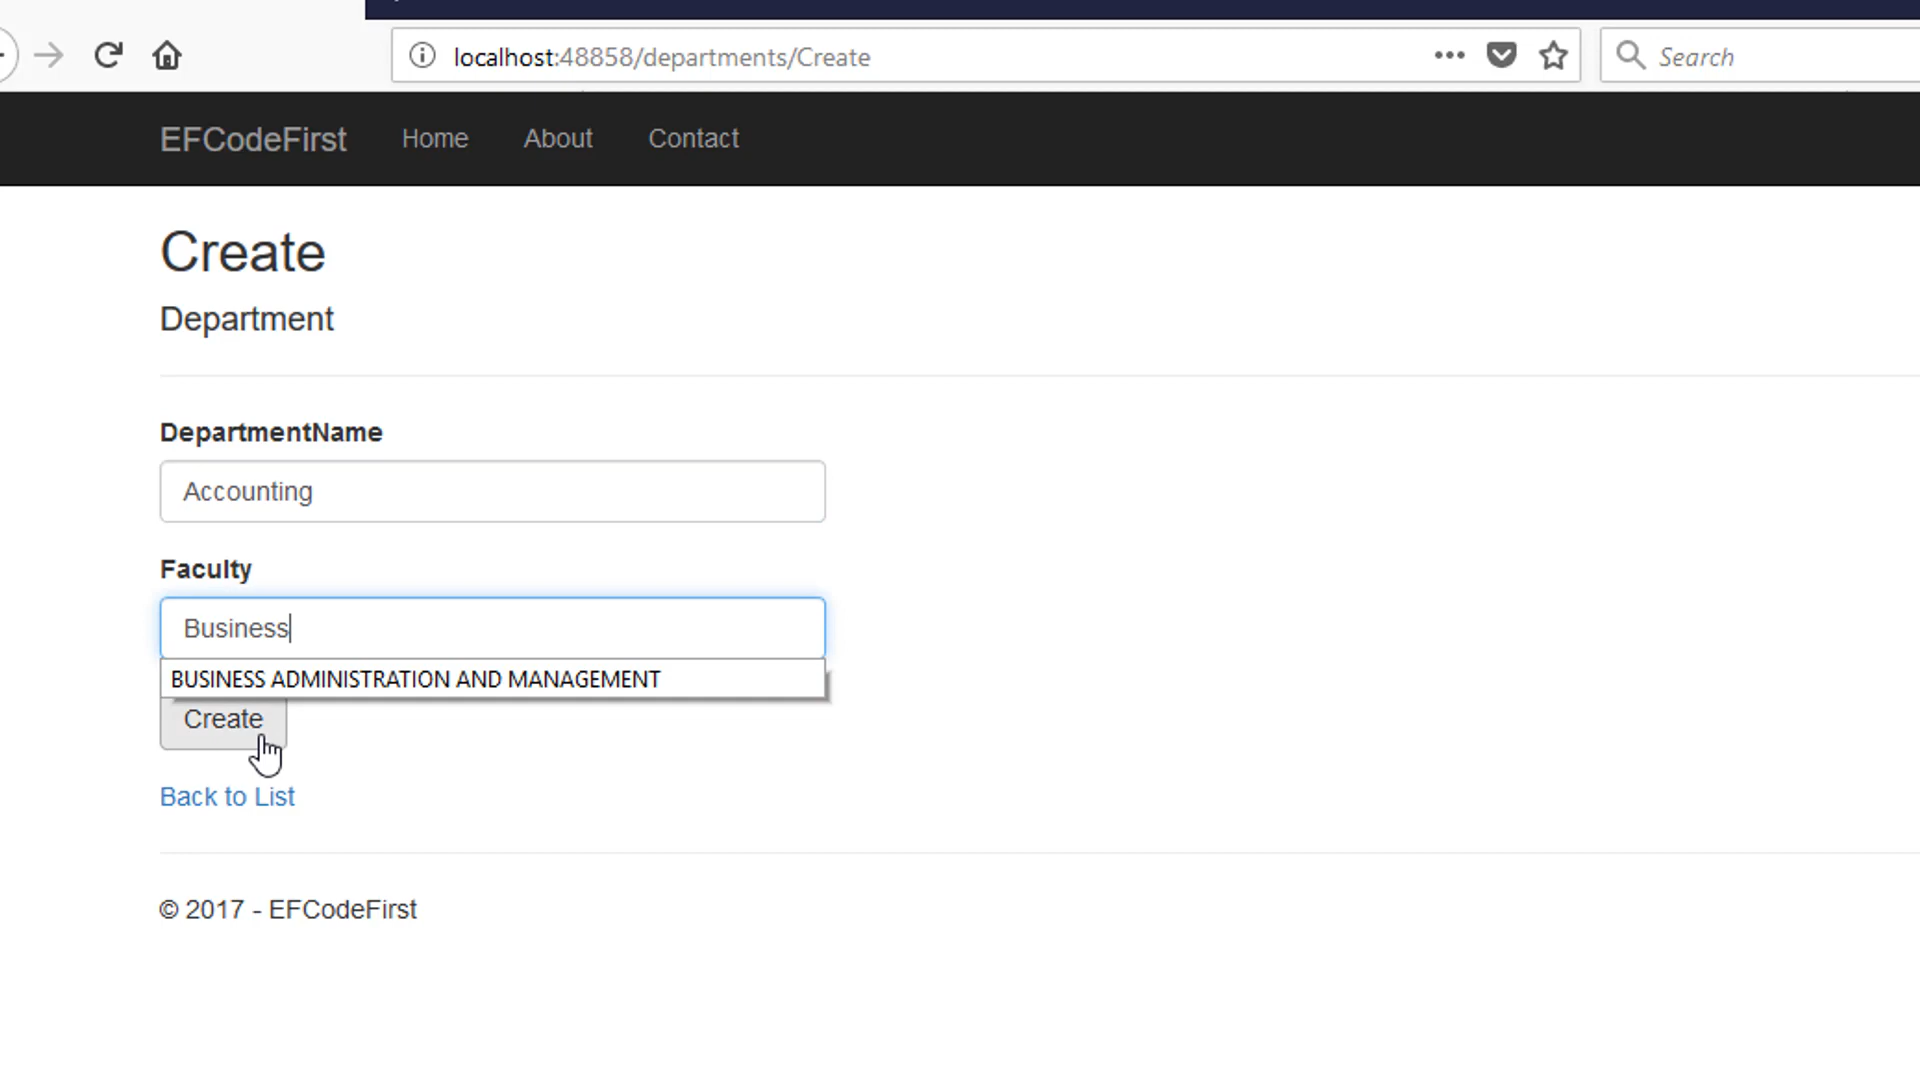 localhost:48858/departments/Create
Search
EFCodeFirst Home About Contact
Create
Department
DepartmentName
Accounting
Faculty
Business
BUSINESS ADMINISTRATION AND MANAGEMENT
Create
Back to List
© 2017 - EFCodeFirst